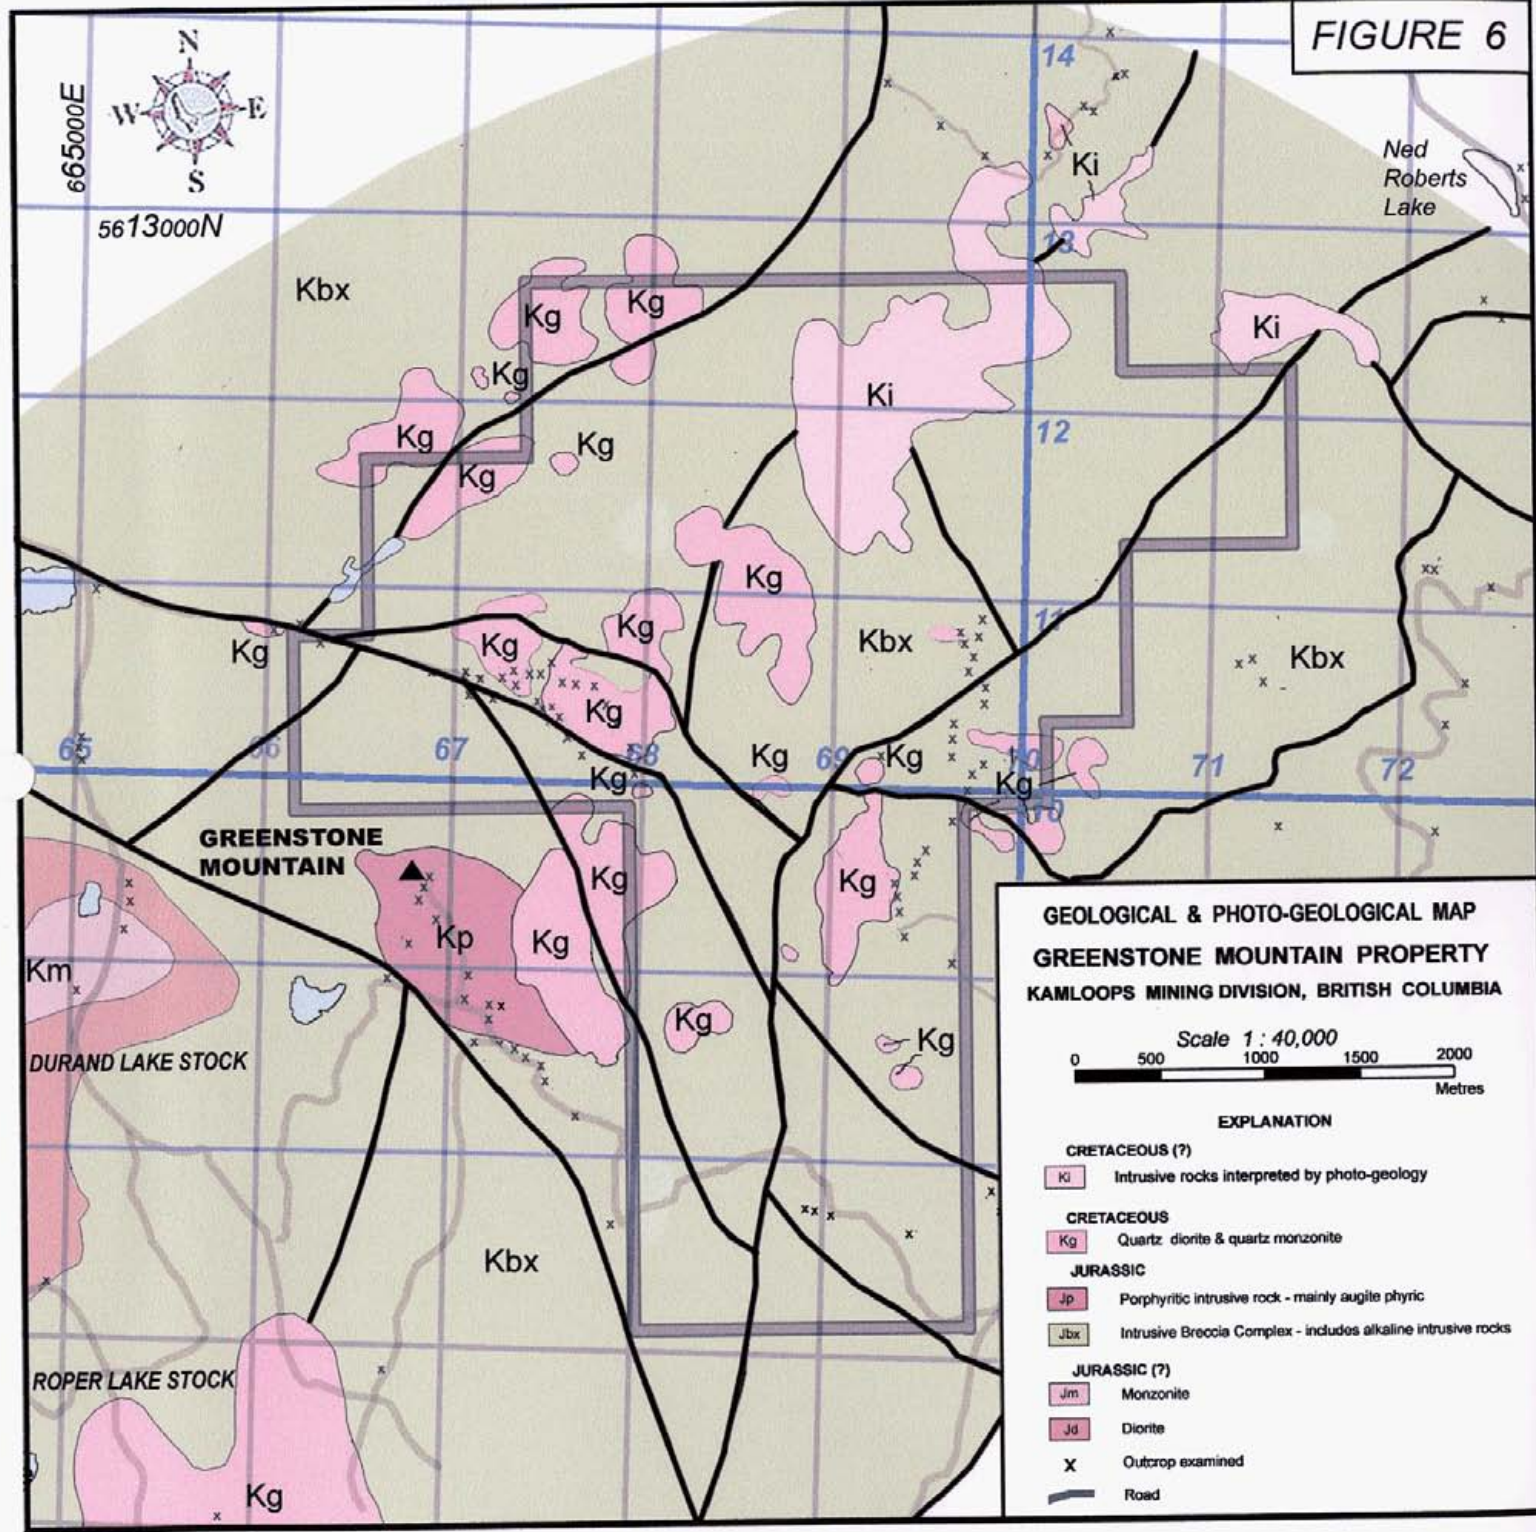 FIGURE 6
14
N
W
E
S
665000E
5613000N
Ned
Roberts
Lake
Ki
13
Kbx
Kg
Kg
Ki
Kg
Ki
12
Kg
Kg
Kg
Kg
11
Kg
Kg
Kg
Kbx
Kbx
Kg
65
66
67
68
69
70
71
72
Kg
Kg
Kg
Kg
10
GREENSTONE
MOUNTAIN
Kg
Kg
Kp
Kg
Km
Kg
Kg
DURAND LAKE STOCK
Kbx
ROPER LAKE STOCK
Kg
GEOLOGICAL & PHOTO-GEOLOGICAL MAP
GREENSTONE MOUNTAIN PROPERTY
KAMLOOPS MINING DIVISION, BRITISH COLUMBIA
Scale 1 : 40,000
0 500 1000 1500 2000
Metres
EXPLANATION
CRETACEOUS (?)
Ki Intrusive rocks interpreted by photo-geology
CRETACEOUS
Kg Quartz diorite & quartz monzonite
JURASSIC
Jp Porphyritic intrusive rock - mainly augite phyric
Jbx Intrusive Breccia Complex - includes alkaline intrusive rocks
JURASSIC (?)
Jm Monzonite
Jd Diorite
x Outcrop examined
Road